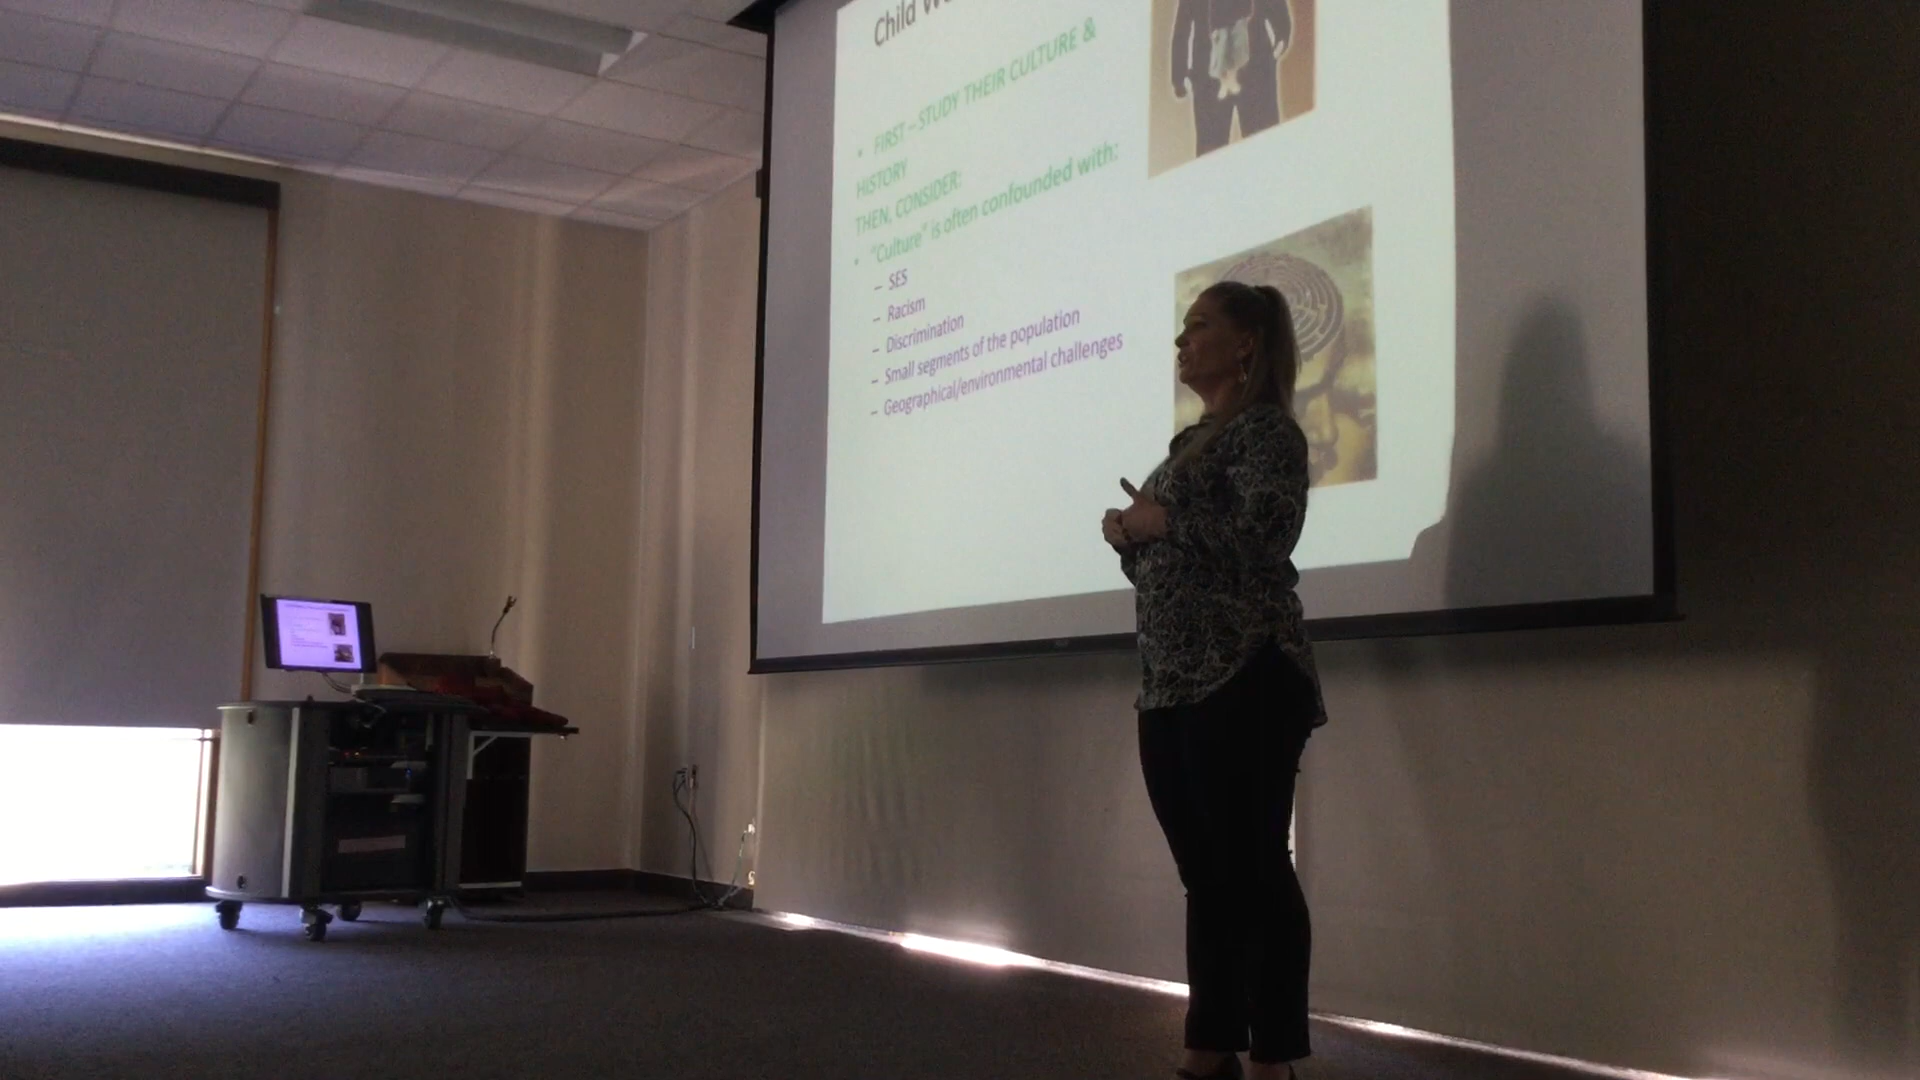 Child
• FIRST – STUDY THEIR CULTURE &
HISTORY
THEN, CONSIDER:
• "Culture" is often confounded with:
– SES
– Racism
– Discrimination
– Small segments of the population
– Geographical/environmental challenges